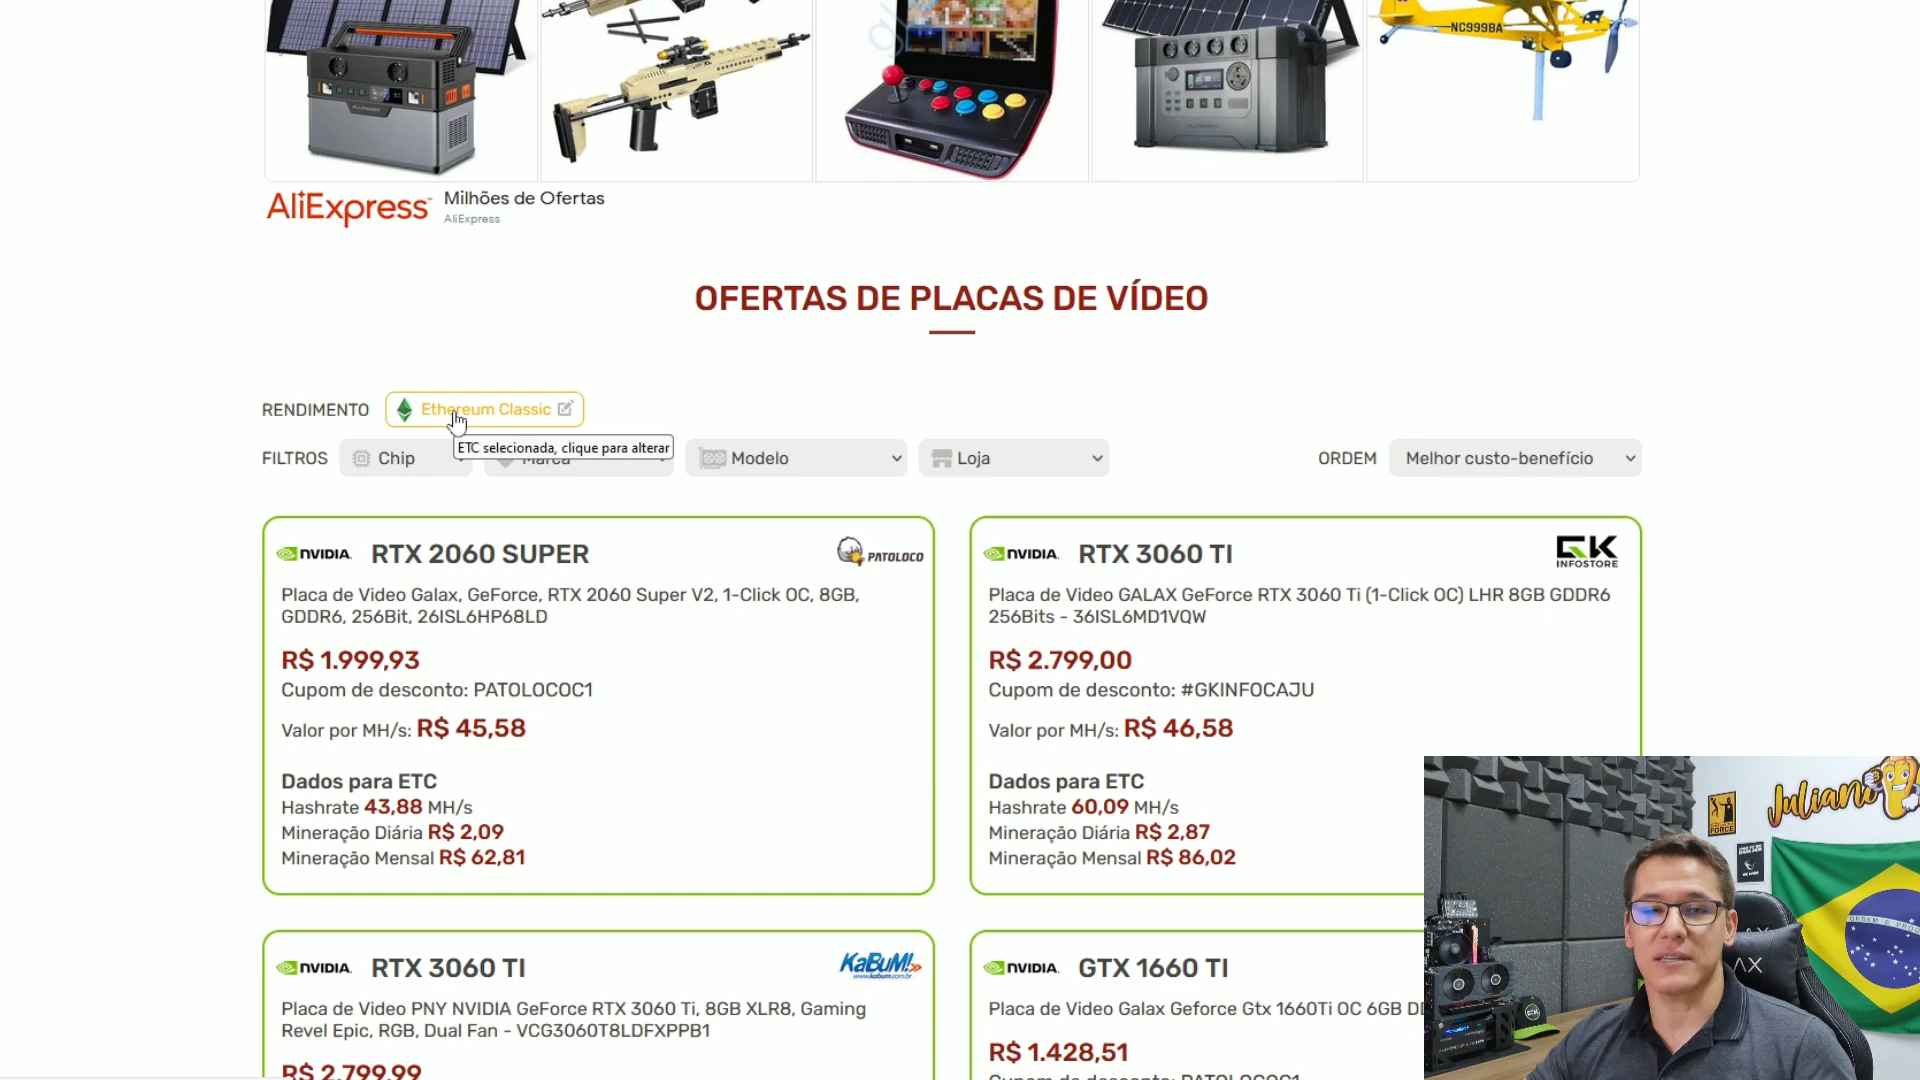 NC999BA
AliExpress
Milhões de Ofertas
AliExpress
OFERTAS DE PLACAS DE VÍDEO
RENDIMENTO
Ethereum Classic
ETC selecionada, clique para alterar
FILTROS
Chip
Marca
Modelo
Loja
ORDEM
Melhor custo-benefício
NVIDIA. RTX 2060 SUPER
PATOLOCO
Placa de Video Galax, GeForce, RTX 2060 Super V2, 1-Click OC, 8GB,
GDDR6, 256Bit, 26ISL6HP68LD
R$ 1.999,93
Cupom de desconto: PATOLOCOC1
Valor por MH/s: R$ 45,58
Dados para ETC
Hashrate 43,88 MH/s
Mineração Diária R$ 2,09
Mineração Mensal R$ 62,81
NVIDIA. RTX 3060 TI
GK
INFOSTORE
Placa de Video GALAX GeForce RTX 3060 Ti (1-Click OC) LHR 8GB GDDR6
256Bits - 36ISL6MD1VQW
R$ 2.799,00
Cupom de desconto: #GKINFOCAJU
Valor por MH/s: R$ 46,58
Dados para ETC
Hashrate 60,09 MH/s
Mineração Diária R$ 2,87
Mineração Mensal R$ 86,02
NVIDIA. RTX 3060 TI
KaBuM!
www.kabum.com.br
Placa de Video PNY NVIDIA GeForce RTX 3060 Ti, 8GB XLR8, Gaming
Revel Epic, RGB, Dual Fan - VCG3060T8LDFXPPB1
R$ 2.799,99
NVIDIA. GTX 1660 TI
Placa de Video Galax Geforce Gtx 1660Ti OC 6GB
R$ 1.428,51
Cupom de desconto: PATOLOCOC1
Juliano
FORCE